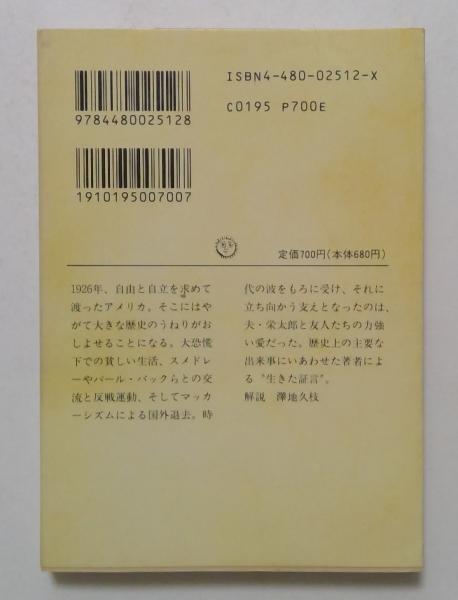 ISBN4-480-02512-X
C0195 P700E
9784480025128
1910195007007
定価700円(本体680円)
1926年、自由と自立を求めて
渡ったアメリカ。そこにはや
がて大きな歴史のうねりがお
しよせることになる。大恐慌
下での貧しい生活、スメドレ
ーやパール・バックらとの交
流と反戦運動、そしてマッカ
ーシズムによる国外退去。時
代の波をもろに受け、それに
立ち向かう支えとなったのは、
夫・栄太郎と友人たちの力強
い愛だった。歴史上の主要な
出来事にいあわせた著者によ
る〝生きた証言〟。
解説 澤地久枝